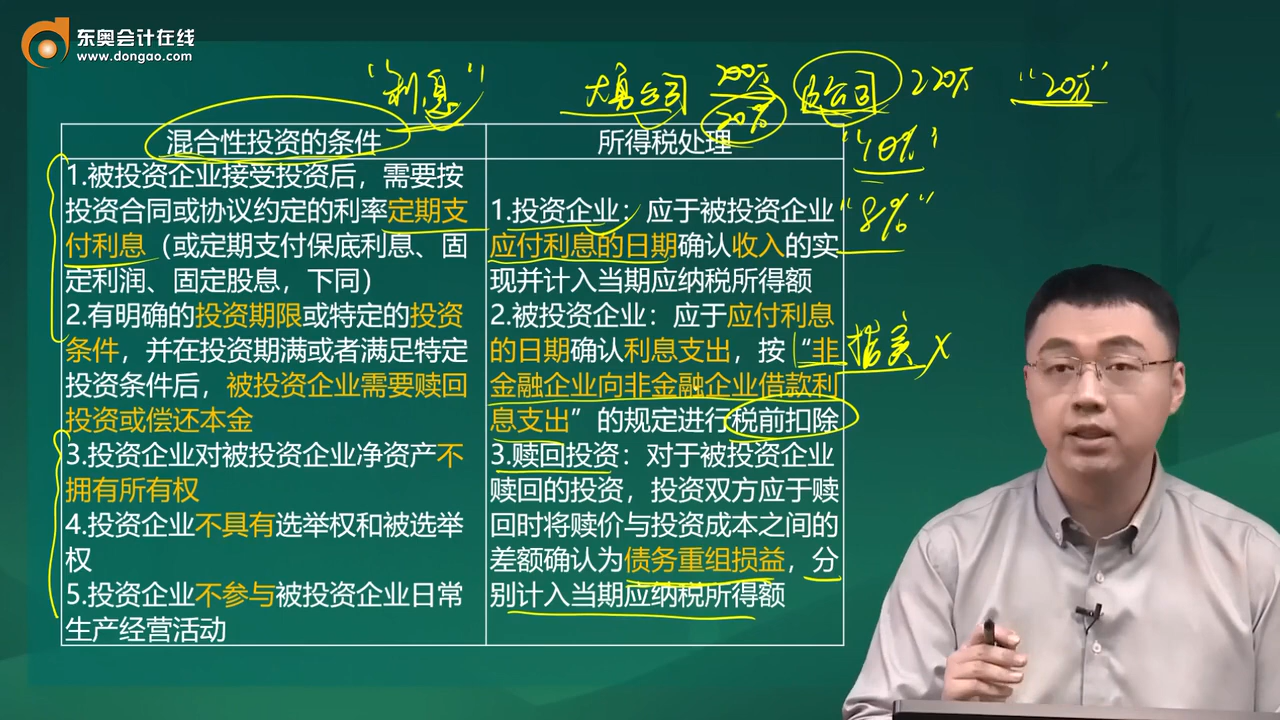 东奥会计在线
www.dongao.com
“利息”
公司
200万
20%
公司
220万
“20万”
“10%”
“8%”
混合性投资的条件
所得税处理
1.被投资企业接受投资后，需要按
投资合同或协议约定的利率定期支
付利息（或定期支付保底利息、固
定利润、固定股息，下同）
2.有明确的投资期限或特定的投资
条件，并在投资期满或者满足特定
投资条件后，被投资企业需要赎回
投资或偿还本金
3.投资企业对被投资企业净资产不
拥有所有权
4.投资企业不具有选举权和被选举
权
5.投资企业不参与被投资企业日常
生产经营活动
1.投资企业：应于被投资企业
应付利息的日期确认收入的实
现并计入当期应纳税所得额
2.被投资企业：应于应付利息
的日期确认利息支出，按“非
金融企业向非金融企业借款利
息支出”的规定进行税前扣除
3.赎回投资：对于被投资企业
赎回的投资，投资双方应于赎
回时将赎价与投资成本之间的
差额确认为债务重组损益，分
别计入当期应纳税所得额